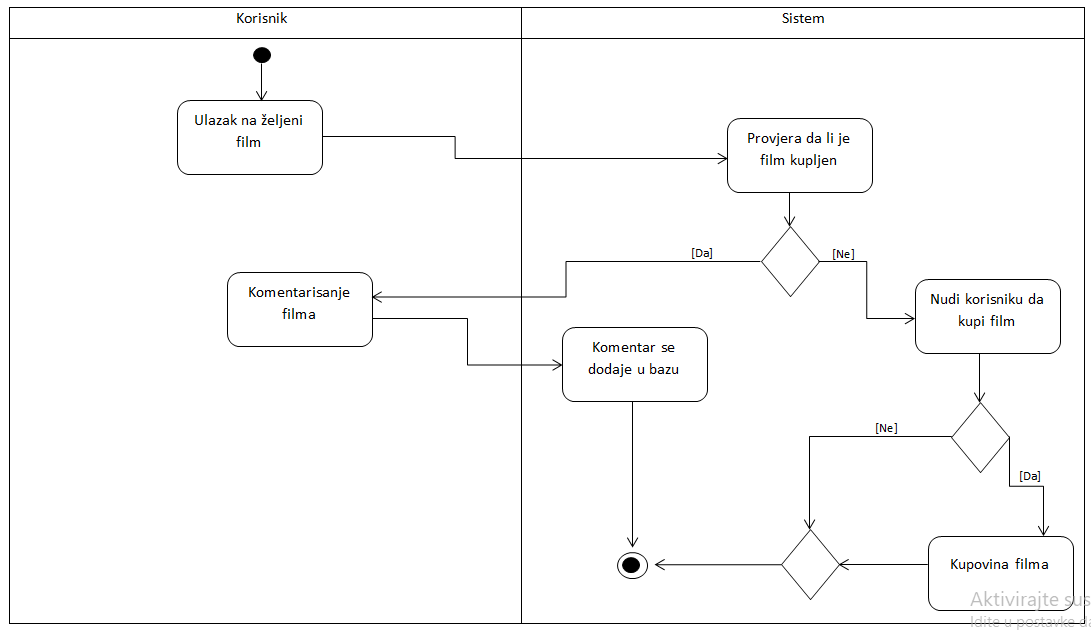 Korisnik
Sistem
Ulazak na željeni
film
Provjera da li je
film kupljen
[Da]
[Ne]
Komentarisanje
filma
Nudi korisniku da
kupi film
Komentar se
dodaje u bazu
[Ne]
[Da]
Kupovina filma
Aktivirajte sus
Idite u postavke